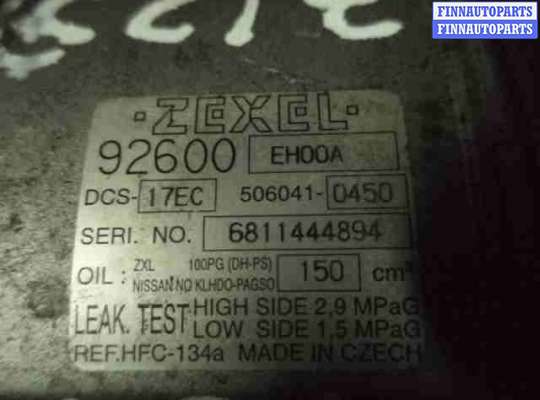 FINNAUTOPARTS
FINNAUTOPARTS
·ZEXEL·
92600 EH00A
DCS-17EC 506041-0450
SERI. NO. 6811444894
OIL: ZXL 100PG (DH-PS) 150 cm³
NISSAN NO KLHDO-PAGSO
LEAK. TEST HIGH SIDE 2,9 MPaG
LOW SIDE 1,5 MPaG
REF.HFC-134a MADE IN CZECH